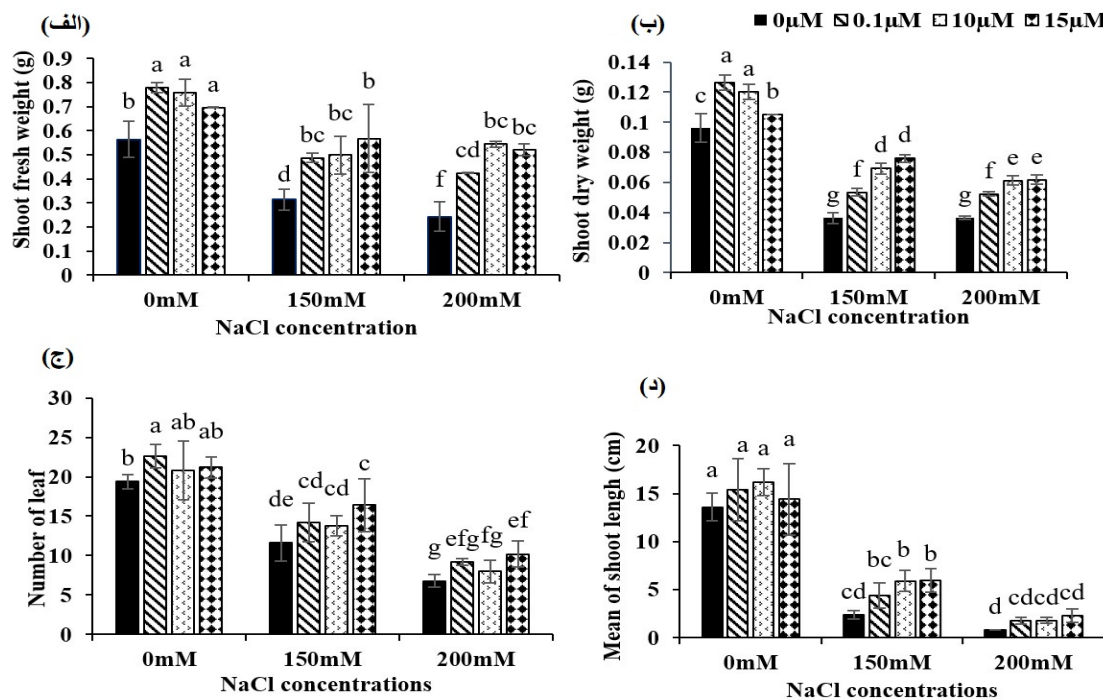 (الف)
Shoot fresh weight (g)
0.9
0.8
0.7
0.6
0.5
0.4
0.3
0.2
0.1
0
b a a a
d bc bc b
f cd bc bc
0mM 150mM 200mM
NaCl concentration
(ب)
0µM 0.1µM 10µM 15µM
Shoot dry weight (g)
0.14
0.12
0.1
0.08
0.06
0.04
0.02
0
c a a b
g f d d
g f e e
0mM 150mM 200mM
NaCl concentration
(ج)
Number of leaf
30
25
20
15
10
5
0
b a ab ab
de cd cd c
g efg fg ef
0mM 150mM 200mM
NaCl concentrations
(د)
Mean of shoot lengh (cm)
20
15
10
5
0
a a a a
cd bc b b
d cd cd cd
0mM 150mM 200mM
NaCl concentrations